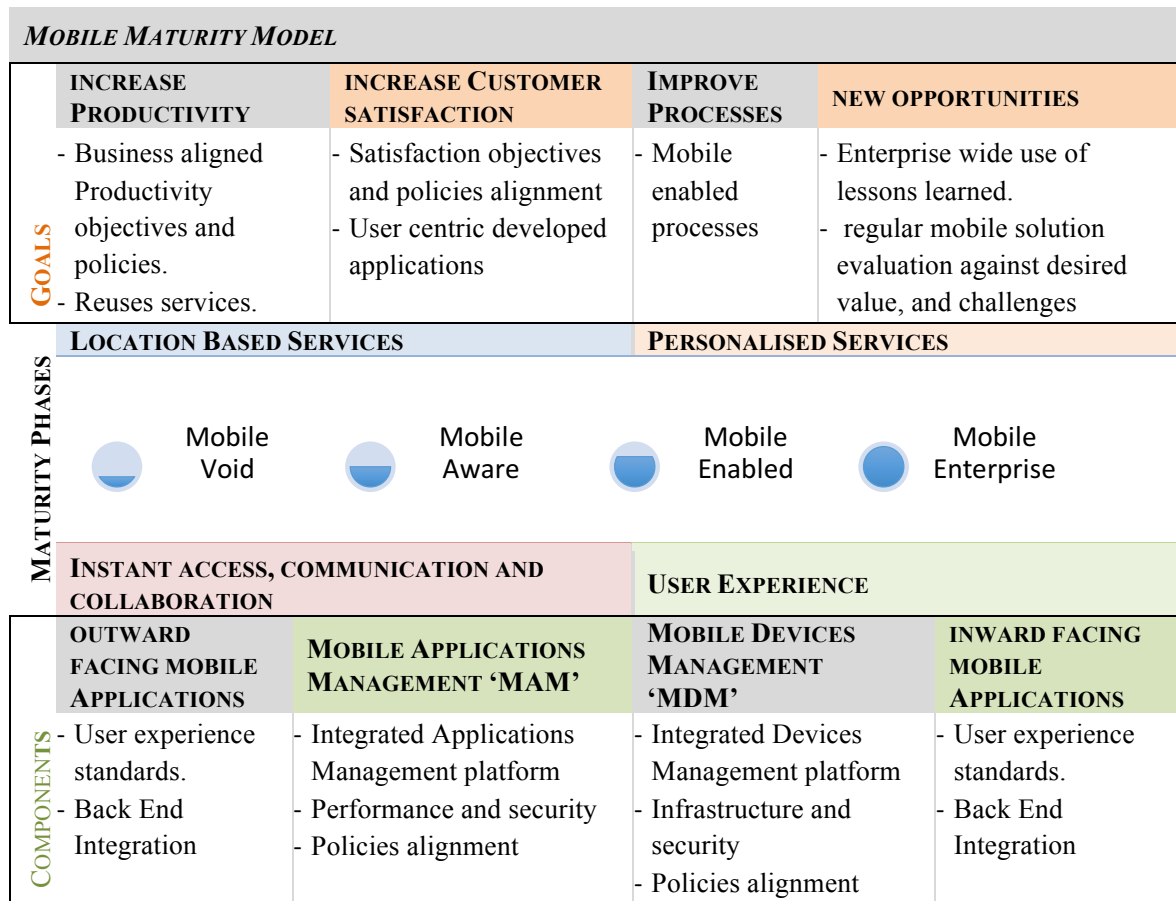 MOBILE MATURITY MODEL
GOALS
INCREASE
PRODUCTIVITY
- Business aligned
Productivity
objectives and
policies.
- Reuses services.
INCREASE CUSTOMER
SATISFACTION
- Satisfaction objectives
and policies alignment
- User centric developed
applications
IMPROVE
PROCESSES
- Mobile
enabled
processes
NEW OPPORTUNITIES
- Enterprise wide use of
lessons learned.
- regular mobile solution
evaluation against desired
value, and challenges
MATURITY PHASES
LOCATION BASED SERVICES
PERSONALISED SERVICES
Mobile
Void
Mobile
Aware
Mobile
Enabled
Mobile
Enterprise
INSTANT ACCESS, COMMUNICATION AND
COLLABORATION
USER EXPERIENCE
COMPONENTS
OUTWARD
FACING MOBILE
APPLICATIONS
- User experience
standards.
- Back End
Integration
MOBILE APPLICATIONS
MANAGEMENT ‘MAM’
- Integrated Applications
Management platform
- Performance and security
- Policies alignment
MOBILE DEVICES
MANAGEMENT
‘MDM’
- Integrated Devices
Management platform
- Infrastructure and
security
- Policies alignment
INWARD FACING
MOBILE
APPLICATIONS
- User experience
standards.
- Back End
Integration